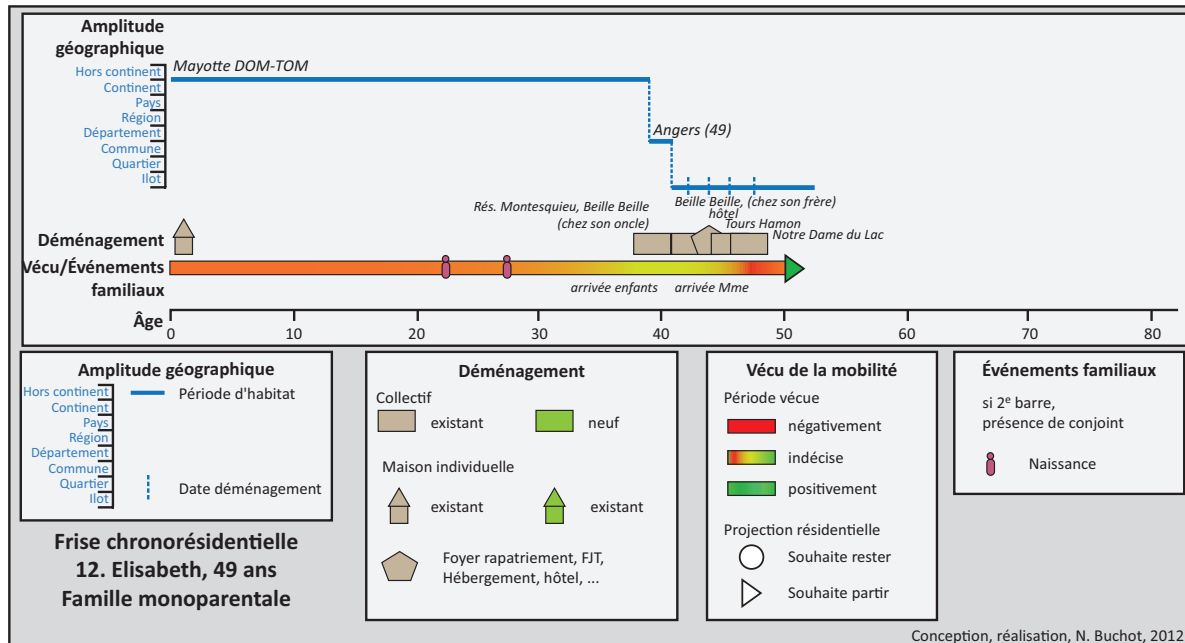 Amplitude
géographique
Hors continent
Continent
Pays
Région
Département
Commune
Quartier
Ilot
Mayotte DOM-TOM
Angers (49)
Rés. Montesquieu, Beille Beille
(chez son oncle)
Beille Beille, (chez son frère)
hôtel
Tours Hamon
Notre Dame du Lac
Déménagement
Vécu/Événements
familiaux
arrivée enfants
arrivée Mme
Âge
0 10 20 30 40 50 60 70 80
Amplitude géographique
Hors continent
Continent
Pays
Région
Département
Commune
Quartier
Ilot
Période d'habitat
Date déménagement
Frise chronorésidentielle
12. Elisabeth, 49 ans
Famille monoparentale
Déménagement
Collectif
existant neuf
Maison individuelle
existant existant
Foyer rapatriement, FJT,
Hébergement, hôtel, ...
Vécu de la mobilité
Période vécue
négativement
indécise
positivement
Projection résidentielle
Souhaite rester
Souhaite partir
Événements familiaux
si 2e barre,
présence de conjoint
Naissance
Conception, réalisation, N. Buchot, 2012